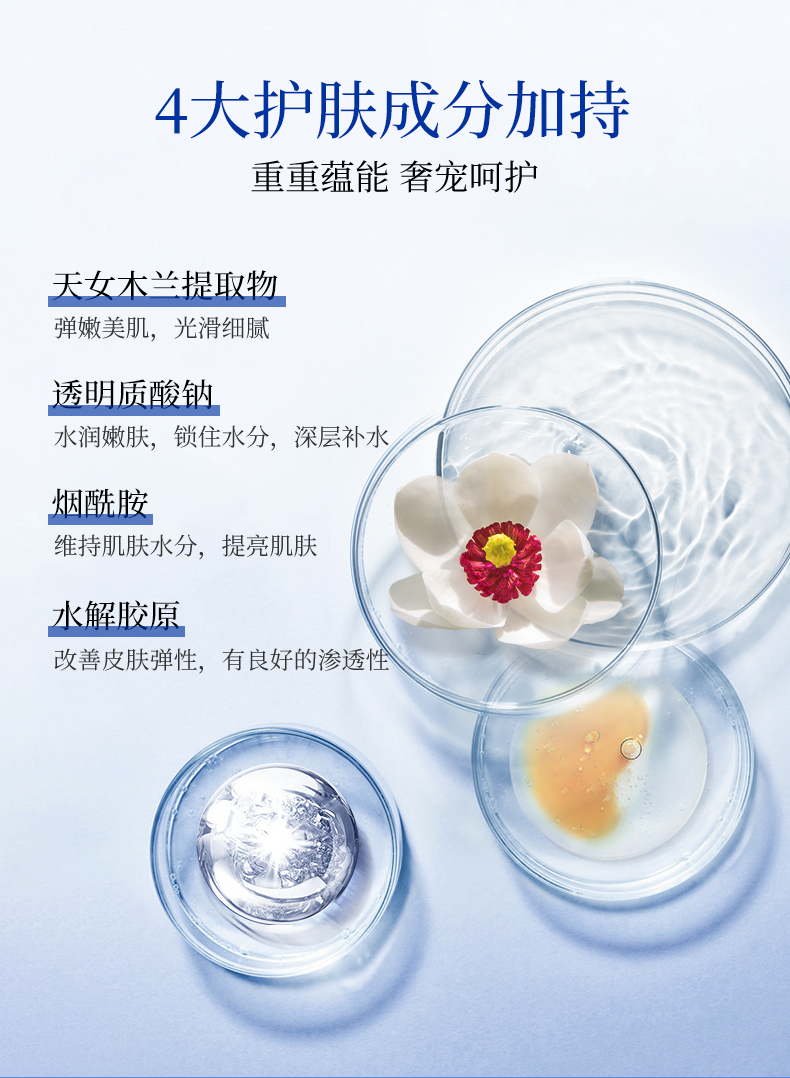 4大护肤成分加持
重重蕴能 奢宠呵护
天女木兰提取物
弹嫩美肌，光滑细腻
透明质酸钠
水润嫩肤，锁住水分，深层补水
烟酰胺
维持肌肤水分，提亮肌肤
水解胶原
改善皮肤弹性，有良好的渗透性